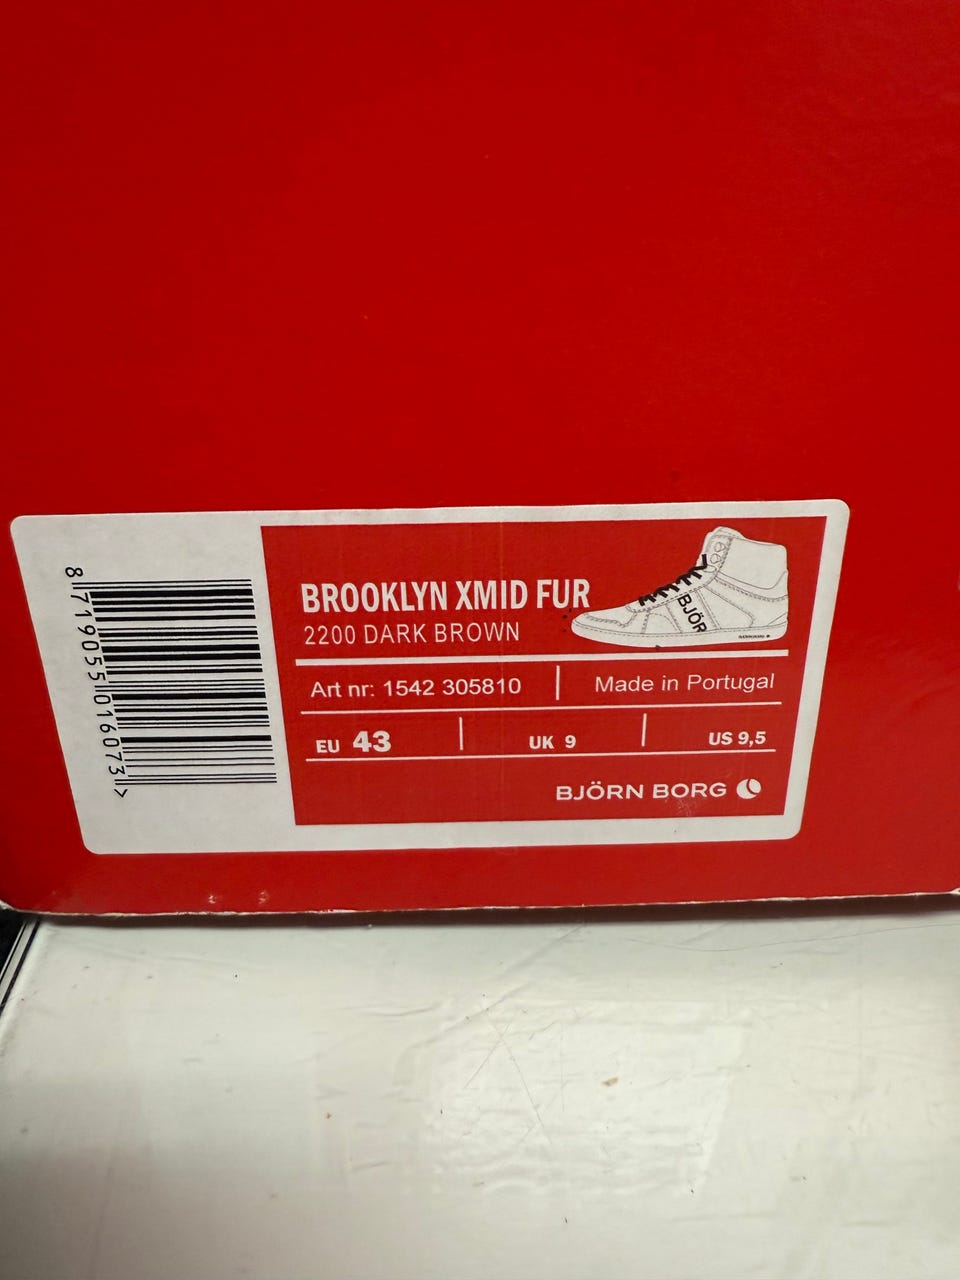 BROOKLYN XMID FUR
2200 DARK BROWN
BJÖR
Art nr: 1542 305810 | Made in Portugal
EU 43 | UK 9 | US 9,5
BJÖRN BORG
8 719055 016073 >